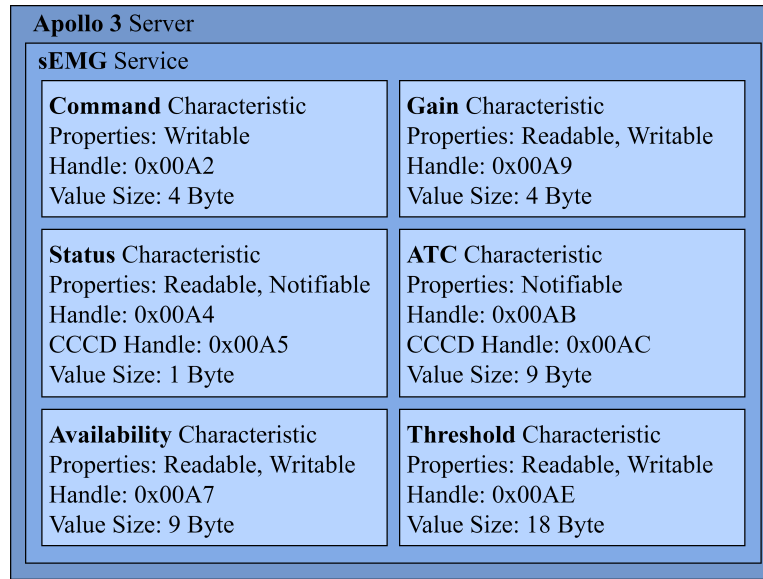 Apollo 3 Server
sEMG Service
Command Characteristic
Properties: Writable
Handle: 0x00A2
Value Size: 4 Byte
Gain Characteristic
Properties: Readable, Writable
Handle: 0x00A9
Value Size: 4 Byte
Status Characteristic
Properties: Readable, Notifiable
Handle: 0x00A4
CCCD Handle: 0x00A5
Value Size: 1 Byte
ATC Characteristic
Properties: Notifiable
Handle: 0x00AB
CCCD Handle: 0x00AC
Value Size: 9 Byte
Availability Characteristic
Properties: Readable, Writable
Handle: 0x00A7
Value Size: 9 Byte
Threshold Characteristic
Properties: Readable, Writable
Handle: 0x00AE
Value Size: 18 Byte